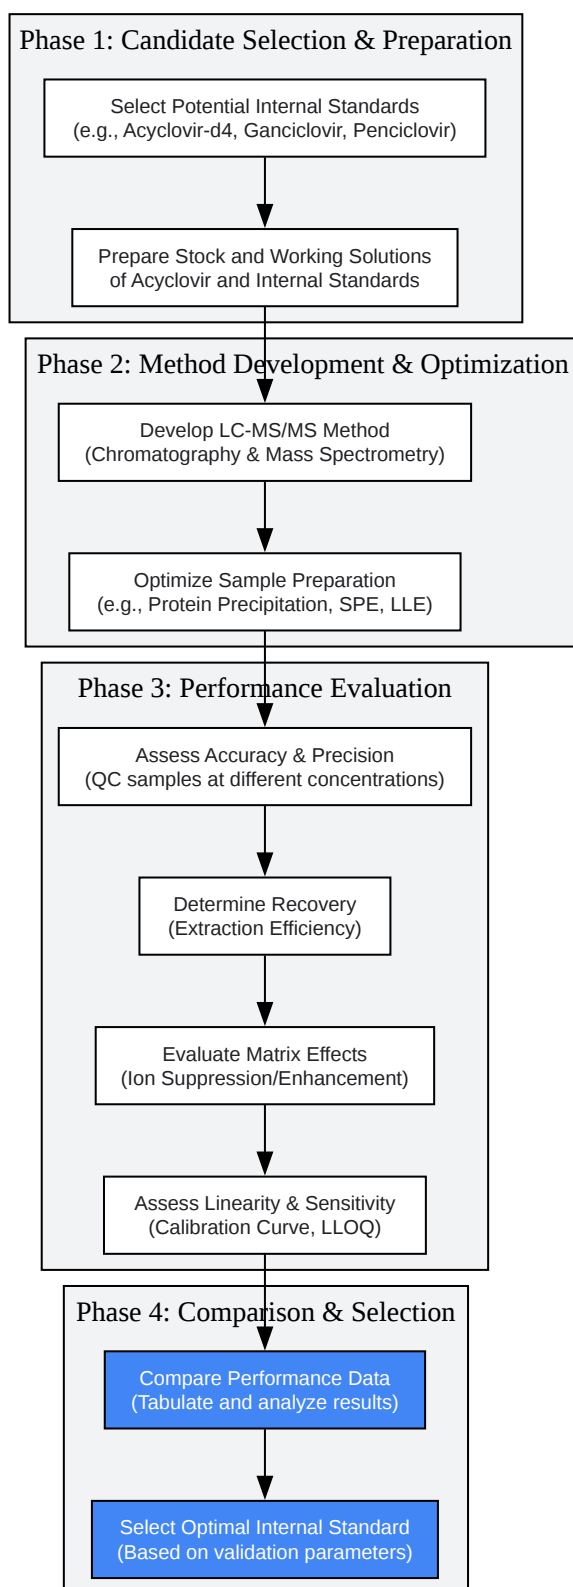 Phase 1: Candidate Selection & Preparation
Select Potential Internal Standards
(e.g., Acyclovir-d4, Ganciclovir, Penciclovir)
Prepare Stock and Working Solutions
of Acyclovir and Internal Standards
Phase 2: Method Development & Optimization
Develop LC-MS/MS Method
(Chromatography & Mass Spectrometry)
Optimize Sample Preparation
(e.g., Protein Precipitation, SPE, LLE)
Phase 3: Performance Evaluation
Assess Accuracy & Precision
(QC samples at different concentrations)
Determine Recovery
(Extraction Efficiency)
Evaluate Matrix Effects
(Ion Suppression/Enhancement)
Assess Linearity & Sensitivity
(Calibration Curve, LLOQ)
Phase 4: Comparison & Selection
Compare Performance Data
(Tabulate and analyze results)
Select Optimal Internal Standard
(Based on validation parameters)